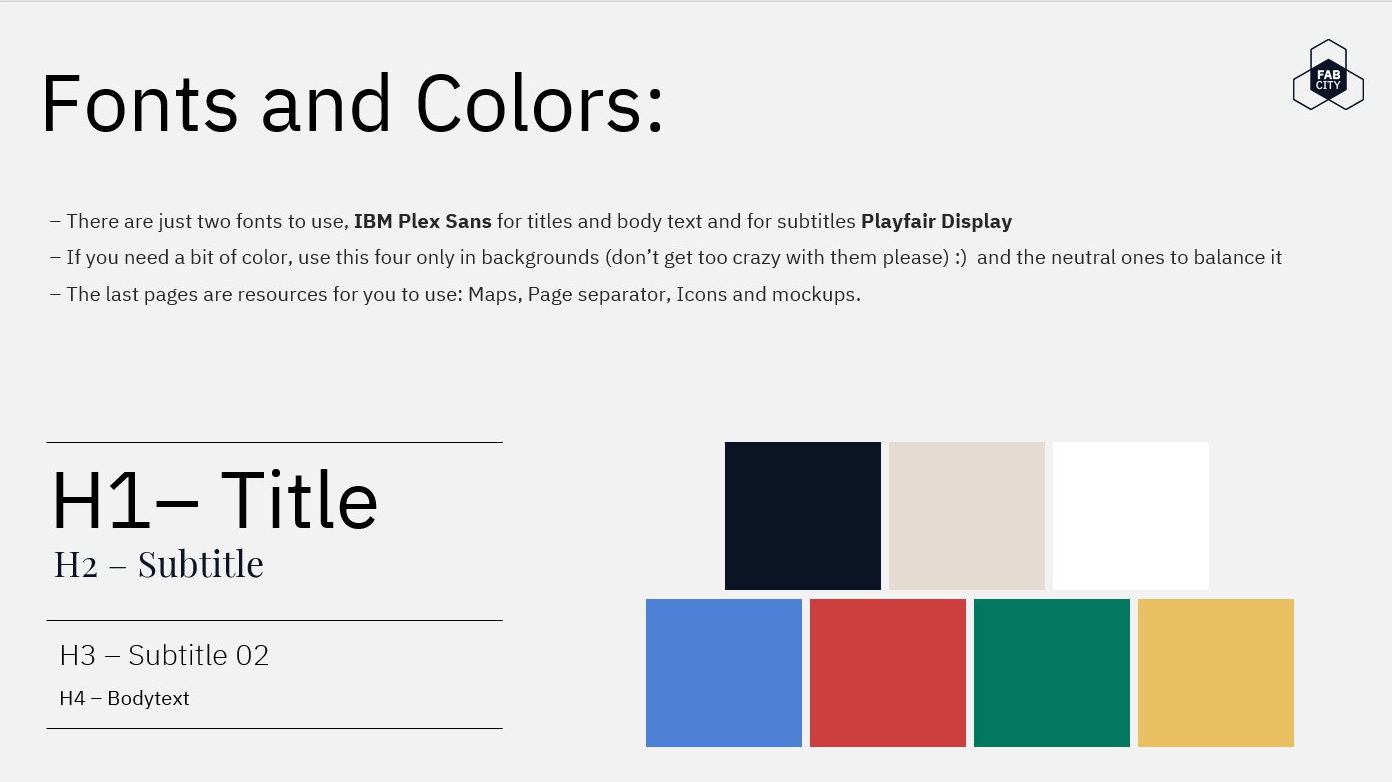 Fonts and Colors:
FAB
CITY
– There are just two fonts to use, IBM Plex Sans for titles and body text and for subtitles Playfair Display
– If you need a bit of color, use this four only in backgrounds (don’t get too crazy with them please) :)  and the neutral ones to balance it
– The last pages are resources for you to use: Maps, Page separator, Icons and mockups.
H1– Title
H2 – Subtitle
H3 – Subtitle 02
H4 – Bodytext